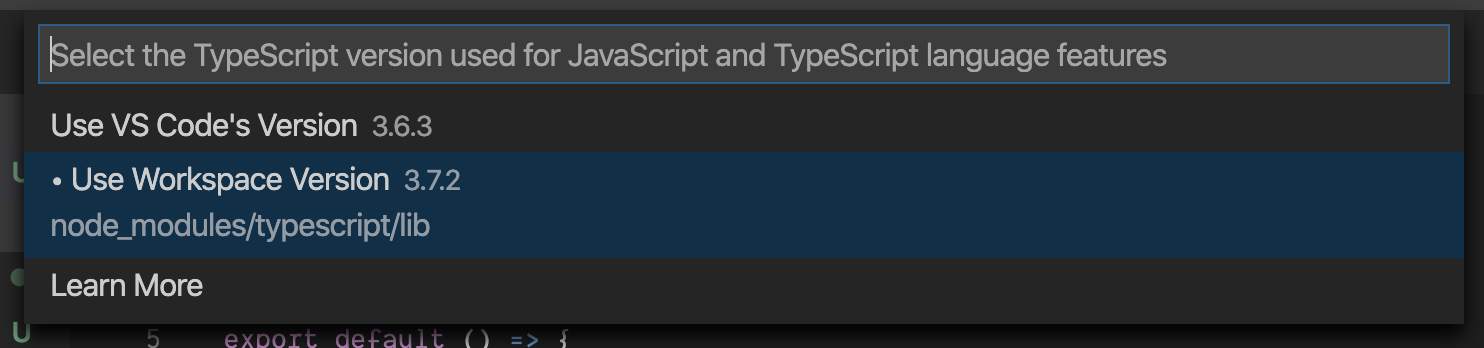 Select the TypeScript version used for JavaScript and TypeScript language features
Use VS Code's Version 3.6.3
U
• Use Workspace Version 3.7.2
node_modules/typescript/lib
Learn More
U
5 export default () => {